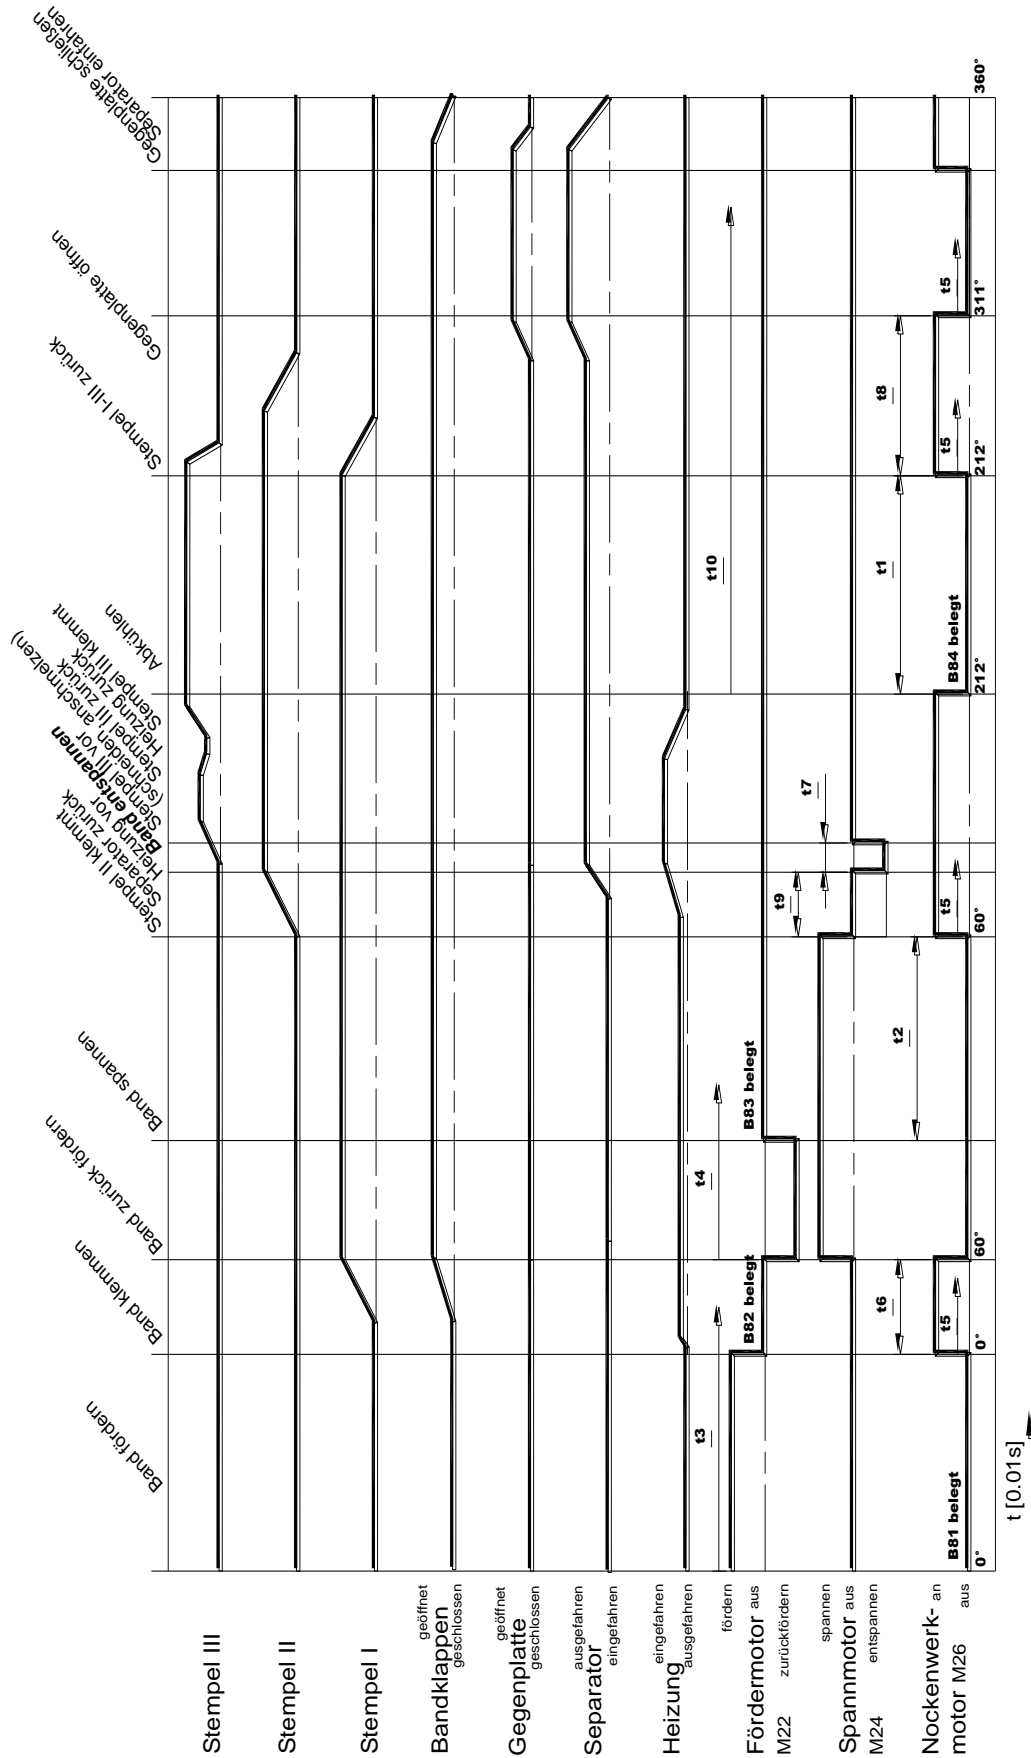 Band fördern
Band klemmen
Band zurück fördern
Band spannen
Stempel II klemmt
Separator zurück
Heizung vor
Band entspannen
Stempel III vor
(schneiden, anschmelzen)
Stempel III zurück
Heizung zurück
Stempel III klemmt
Abkühlen
Stempel I-III zurück
Gegenplatte öffnen
Gegenplatte schließen
Separator einfahren
Stempel III
Stempel II
Stempel I
Bandklappen
geöffnet
geschlossen
Gegenplatte
geöffnet
geschlossen
Separator
ausgefahren
eingefahren
Heizung
eingefahren
ausgefahren
t3
t4
t10
fördern
Fördermotor aus
M22 zurückfördern
B82 belegt
B83 belegt
t9
t7
spannen
Spannmotor aus
M24 entspannen
t6
t2
t1
t8
Nockenwerk- an
motor M26 aus
B81 belegt
t5
t5
B84 belegt
t5
t5
0°
0°
60°
60°
212°
212°
311°
360°
t [0.01s]